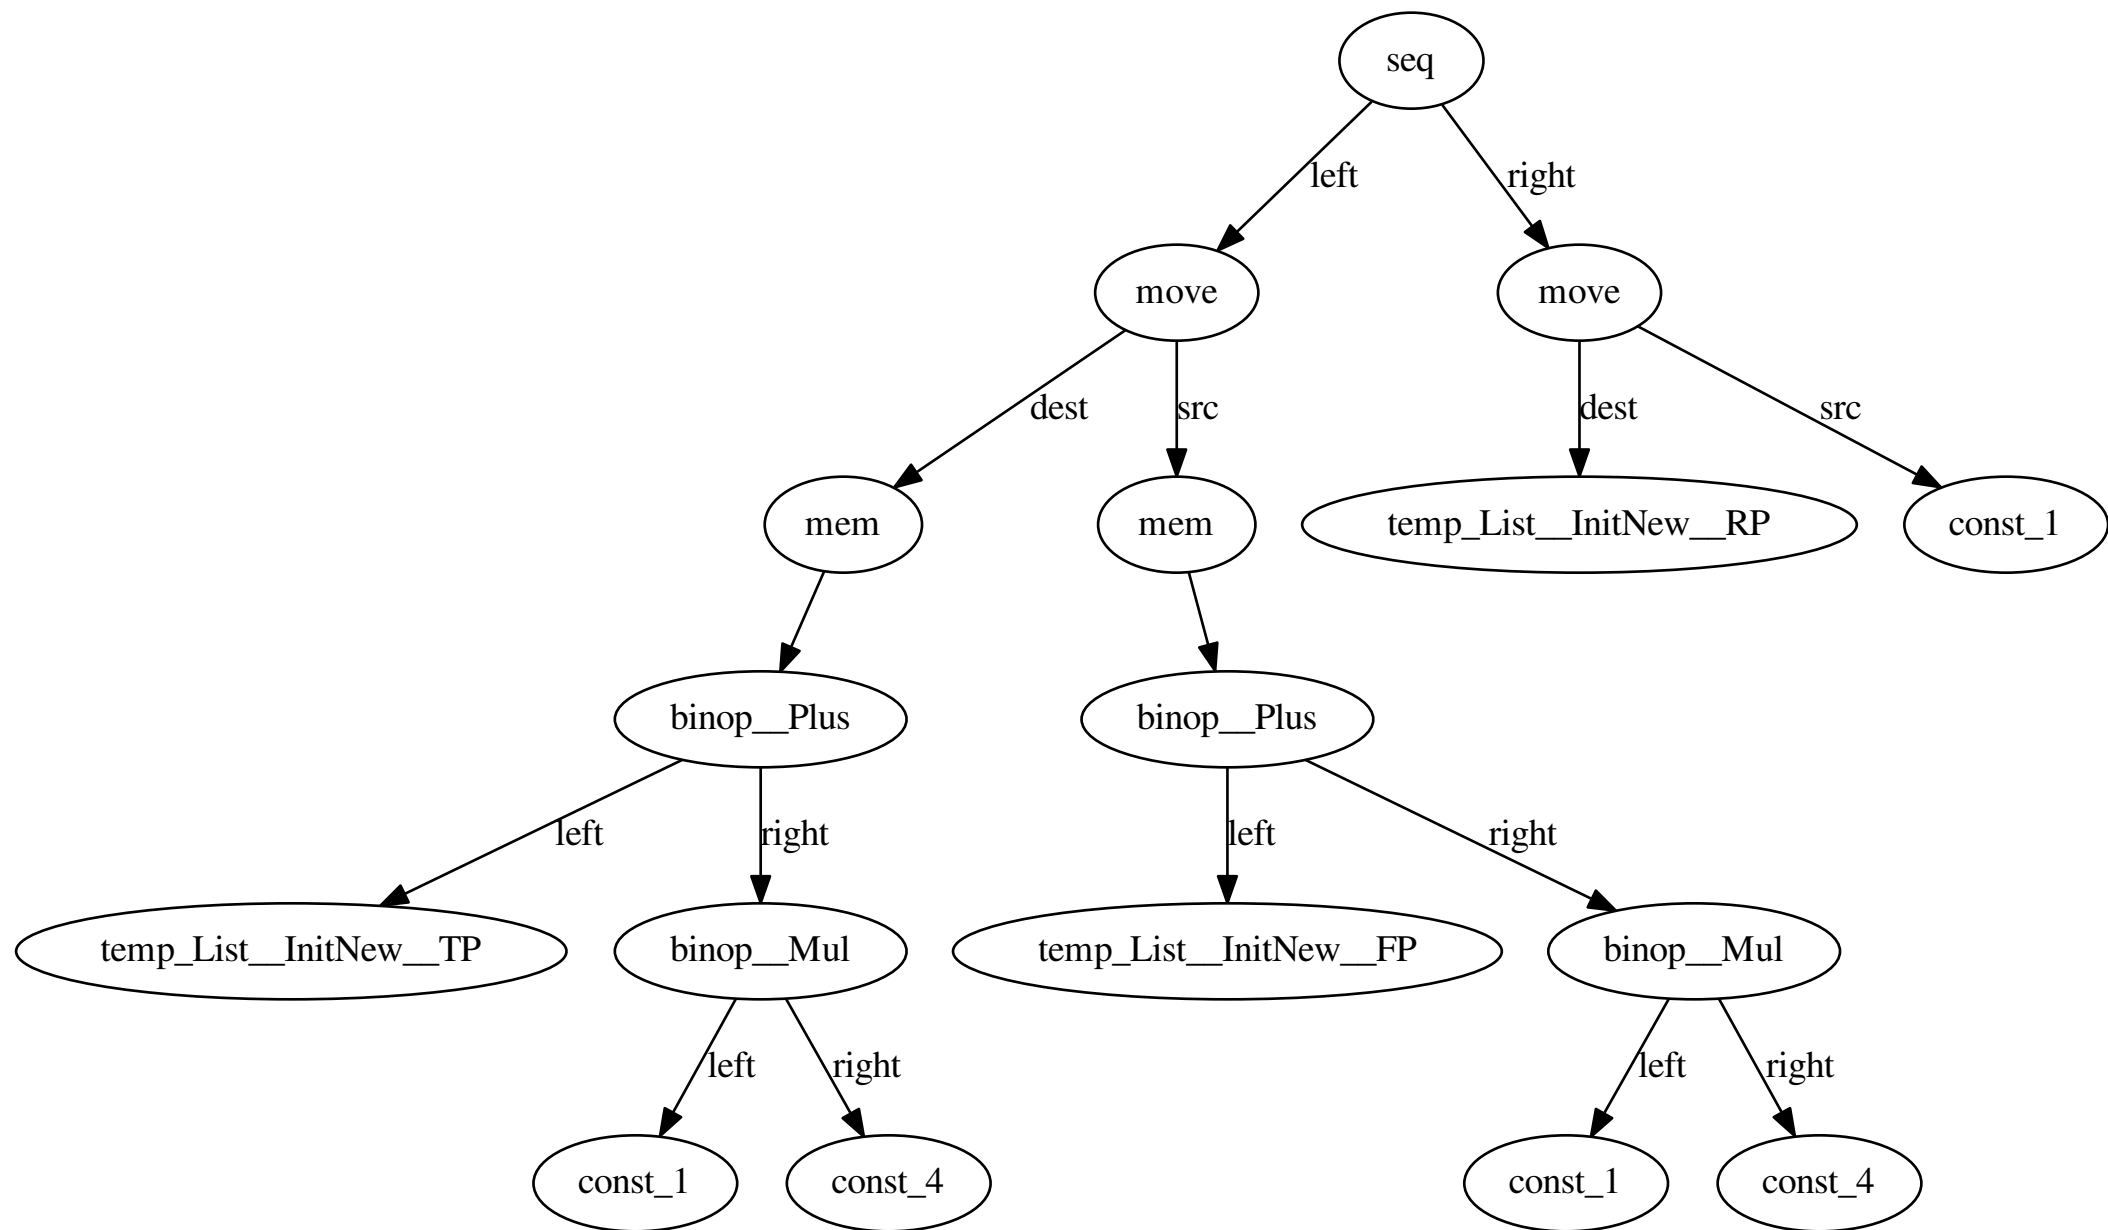 seq
left
right
move
move
dest
src
dest
src
mem
mem
temp_List__InitNew__RP
const_1
binop__Plus
binop__Plus
left
right
left
right
temp_List__InitNew__TP
binop__Mul
temp_List__InitNew__FP
binop__Mul
left
right
left
right
const_1
const_4
const_1
const_4